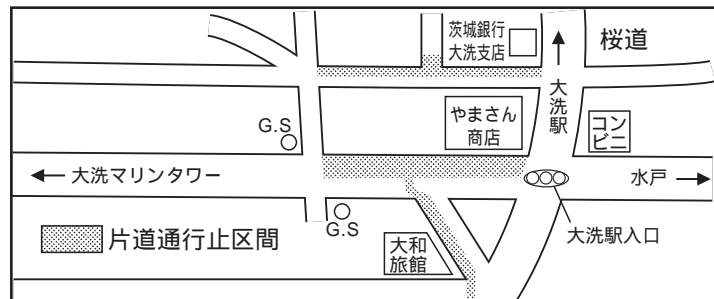 茨城銀行
大洗支店
桜道
大洗駅
やまさん
商店
コン
ビニ
G.S
大洗マリンタワー
水戸
G.S
大洗駅入口
片道通行止区間
大和
旅館